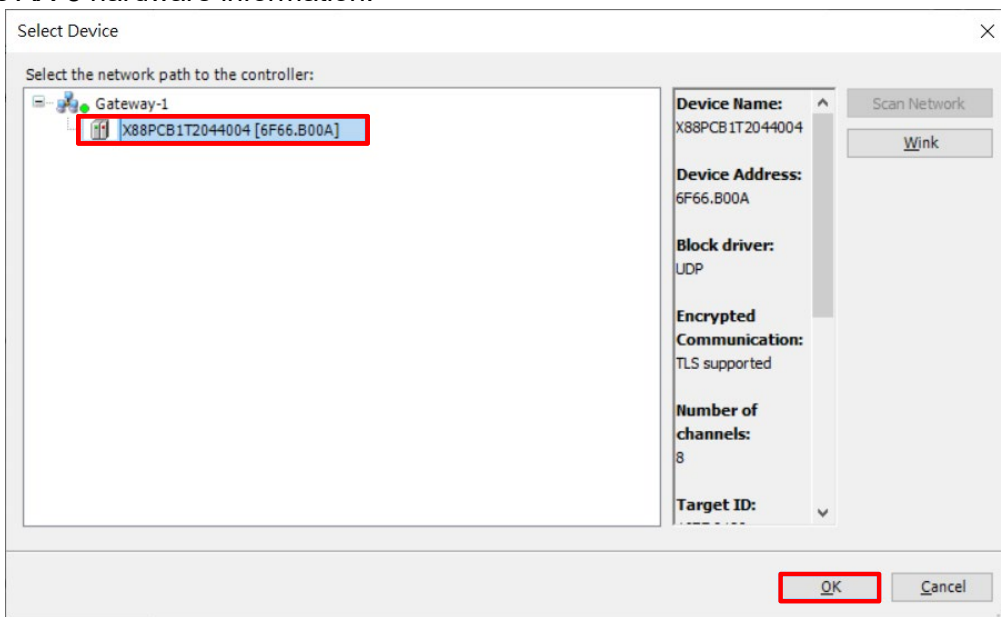 hardware information.
Select Device
Select the network path to the controller:
Gateway-1
X88PCB1T2044004 [6F66.B00A]
Device Name:
X88PCB1T2044004
Device Address:
6F66.B00A
Block driver:
UDP
Encrypted
Communication:
TLS supported
Number of
channels:
8
Target ID:
Scan Network
Wink
OK
Cancel